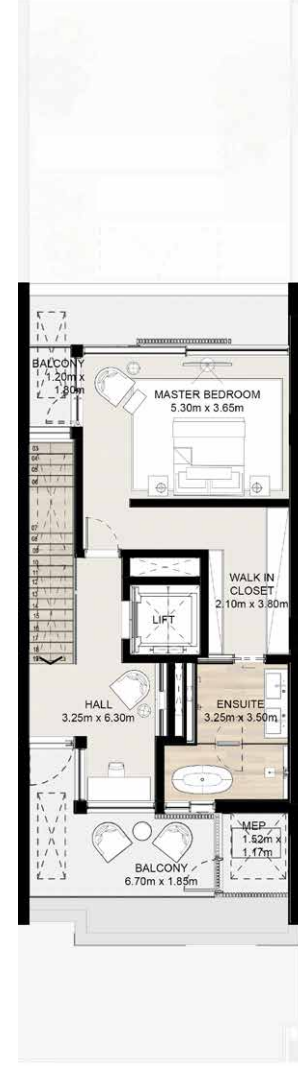 BALCONY
1.20m x
1.80m
MASTER BEDROOM
5.30m x 3.65m
WALK IN
CLOSET
2.10m x 3.80m
LIFT
HALL
3.25m x 6.30m
ENSUITE
3.25m x 3.50m
MEP
1.52m x
1.17m
BALCONY
6.70m x 1.85m